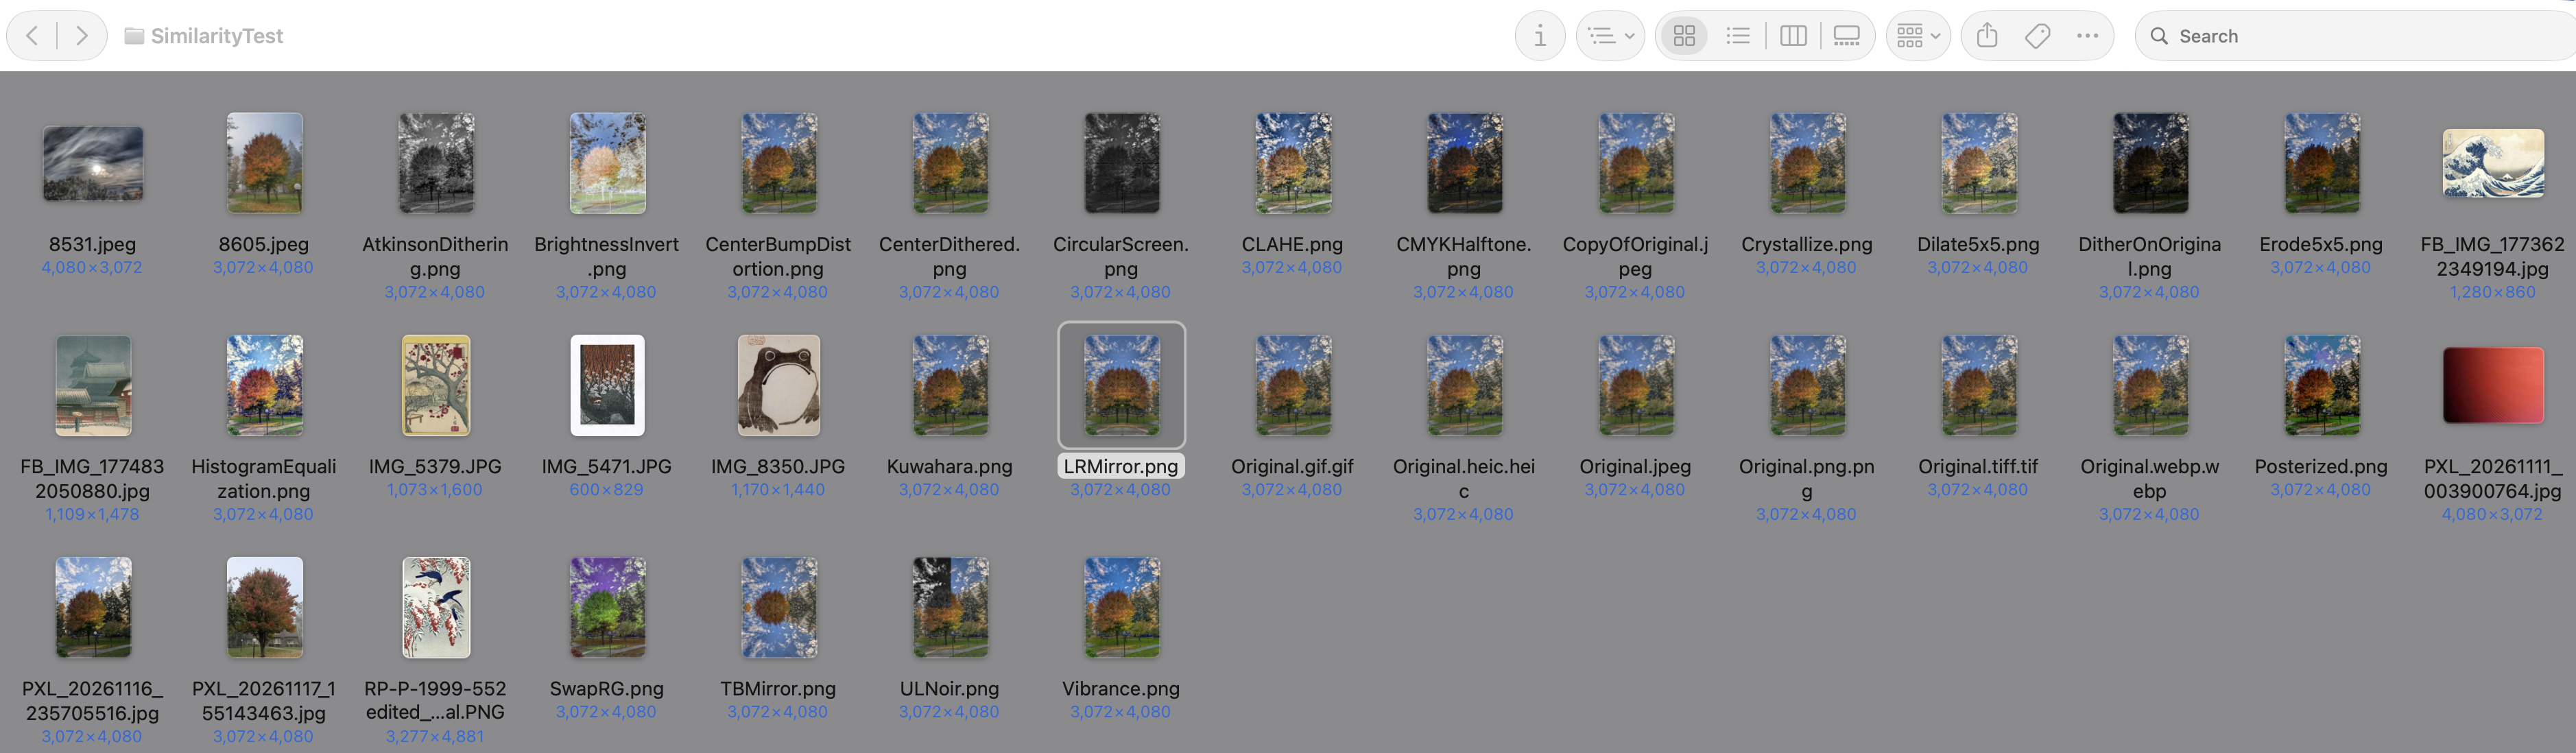 SimilarityTest
Search
8531.jpeg
4,080×3,072
8605.jpeg
3,072×4,080
AtkinsonDitherin
g.png
3,072×4,080
BrightnessInvert
.png
3,072×4,080
CenterBumpDist
ortion.png
3,072×4,080
CenterDithered.
png
3,072×4,080
CircularScreen.
png
3,072×4,080
CLAHE.png
3,072×4,080
CMYKHalftone.
png
3,072×4,080
CopyOfOriginal.j
peg
3,072×4,080
Crystallize.png
3,072×4,080
Dilate5x5.png
3,072×4,080
DitherOnOrigina
l.png
3,072×4,080
Erode5x5.png
3,072×4,080
FB_IMG_177362
2349194.jpg
1,280×860
FB_IMG_177483
2050880.jpg
1,109×1,478
HistogramEquali
zation.png
3,072×4,080
IMG_5379.JPG
1,073×1,600
IMG_5471.JPG
600×829
IMG_8350.JPG
1,170×1,440
Kuwahara.png
3,072×4,080
LRMirror.png
3,072×4,080
Original.gif.gif
3,072×4,080
Original.heic.hei
c
3,072×4,080
Original.jpeg
3,072×4,080
Original.png.pn
g
3,072×4,080
Original.tiff.tif
3,072×4,080
Original.webp.w
ebp
3,072×4,080
Posterized.png
3,072×4,080
PXL_20261111_
003900764.jpg
4,080×3,072
PXL_20261116_
235705516.jpg
3,072×4,080
PXL_20261117_1
55143463.jpg
3,072×4,080
RP-P-1999-552
edited_...al.PNG
3,277×4,881
SwapRG.png
3,072×4,080
TBMirror.png
3,072×4,080
ULNoir.png
3,072×4,080
Vibrance.png
3,072×4,080